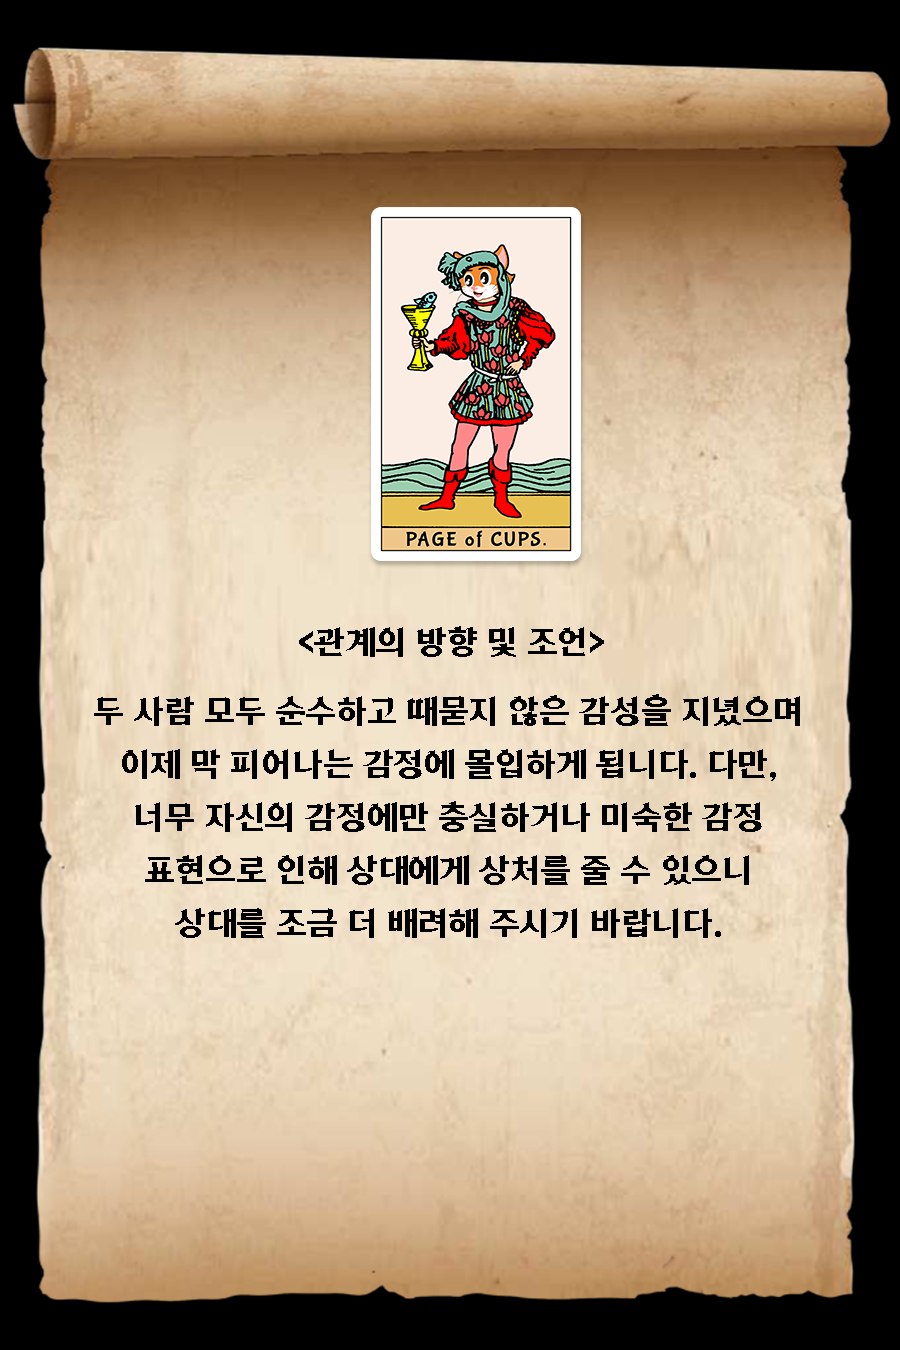 PAGE of CUPS.
<관계의 방향 및 조언>
두 사람 모두 순수하고 때묻지 않은 감성을 지녔으며
이제 막 피어나는 감정에 몰입하게 됩니다. 다만,
너무 자신의 감정에만 충실하거나 미숙한 감정
표현으로 인해 상대에게 상처를 줄 수 있으니
상대를 조금 더 배려해 주시기 바랍니다.